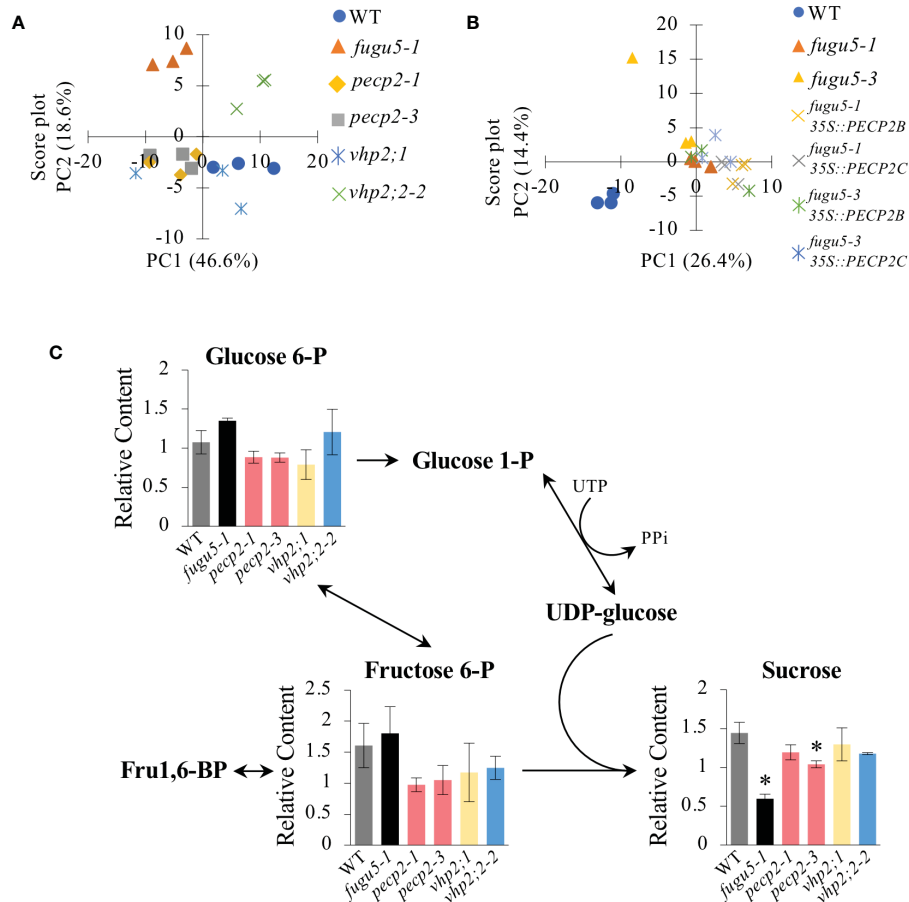 A
Score plot
PC2 (18.6%)
10
5
0
-5
-10
-20
-10
0
10
20
PC1 (46.6%)
WT
fugu5-1
pecp2-1
pecp2-3
vhp2;1
vhp2;2-2
B
Score plot
PC2 (14.4%)
20
15
10
5
0
-5
-10
-20
-10
0
10
PC1 (26.4%)
WT
fugu5-1
fugu5-3
fugu5-1
35S::PECP2B
fugu5-1
35S::PECP2C
fugu5-3
35S::PECP2B
fugu5-3
35S::PECP2C
C
Glucose 6-P
Relative Content
2
1.5
1
0.5
0
WT
fugu5-1
pecp2-1
pecp2-3
vhp2;1
vhp2;2-2
Glucose 1-P
UTP
PPi
UDP-glucose
Fru1,6-BP
Fructose 6-P
Relative Content
2.5
2
1.5
1
0.5
0
WT
fugu5-1
pecp2-1
pecp2-3
vhp2;1
vhp2;2-2
Sucrose
Relative Content
2
1.5
1
0.5
0
*
*
WT
fugu5-1
pecp2-1
pecp2-3
vhp2;1
vhp2;2-2